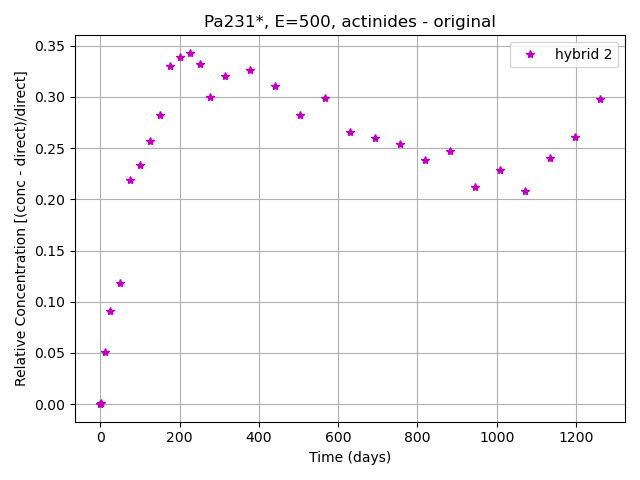 Pa231*, E=500, actinides - original
hybrid 2
Relative Concentration [(conc - direct)/direct]
0.35
0.30
0.25
0.20
0.15
0.10
0.05
0.00
0 200 400 600 800 1000 1200
Time (days)